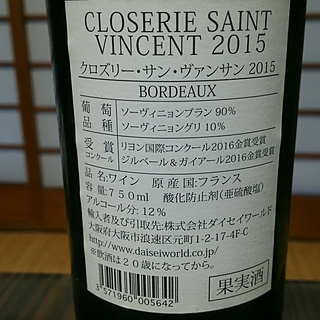 CLOSERIE SAINT
VINCENT 2015
クロズリー・サン・ヴァンサン 2015
BORDEAUX
葡萄 ソーヴィニョンブラン 90%
品種 ソーヴィニョングリ 10%
受賞 リヨン国際コンクール2016金賞受賞
コンクール ジルベール&ガイアール2016金賞受賞
品名:ワイン 原産国:フランス
容量:750ml 酸化防止剤(亜硫酸塩)
アルコール分:12%
輸入者及び引取先:株式会社ダイセイワールド
大阪府大阪市浪速区元町1-2-17-4F-C
http://www.daiseiworld.co.jp/
※飲酒は20歳になってから。
3 571960 005642
果実酒